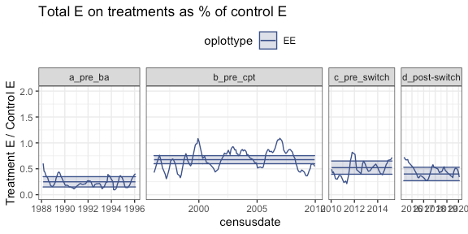 Total E on treatments as % of control E
oplottype EE
a_pre_ba b_pre_cpt c_pre_switch d_post-switch
Treatment E / Control E
2.0
1.5
1.0
0.5
0.0
1988 1990 1992 1994 1996 2000 2005 2010 2010 2012 2014
censusdate